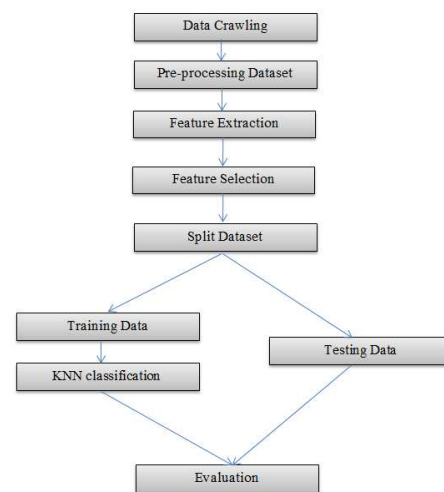 Data Crawling
Pre-processing Dataset
Feature Extraction
Feature Selection
Split Dataset
Training Data
KNN classification
Testing Data
Evaluation